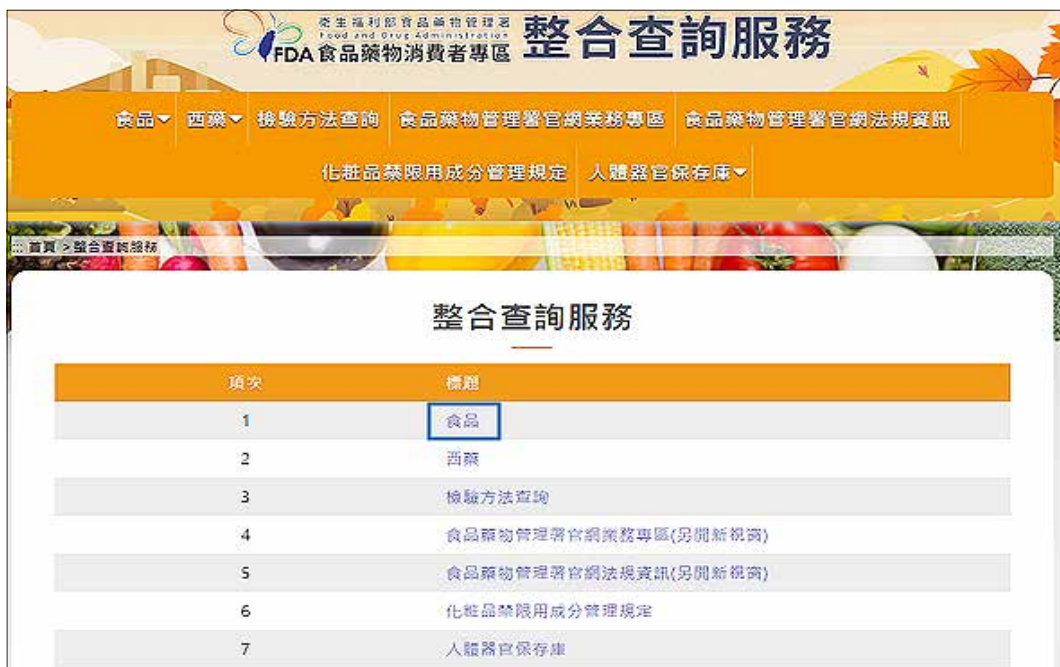 衛生福利部食品藥物管理署
Food and Drug Administration
FDA 食品藥物消費者專區 整合查詢服務
食品▼ 西藥▼ 檢驗方法查詢 食品藥物管理署官網業務專區 食品藥物管理署官網法規資訊
化粧品禁限用成分管理規定 人體器官保存庫▼
::: 首頁 > 整合查詢服務
整合查詢服務
項次 標題
1 食品
2 西藥
3 檢驗方法查詢
4 食品藥物管理署官網業務專區(另開新視窗)
5 食品藥物管理署官網法規資訊(另開新視窗)
6 化粧品禁限用成分管理規定
7 人體器官保存庫